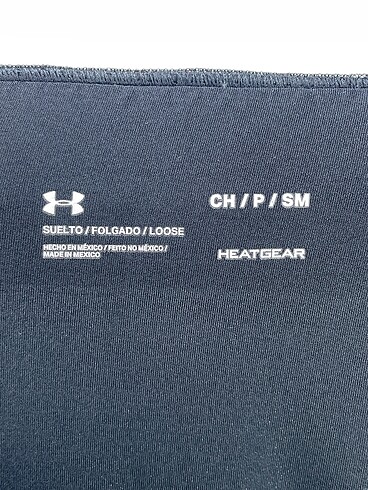 CH / P / SM
SUELTO / FOLGADO / LOOSE
HECHO EN MÉXICO / FEITO NO MÉXICO /
MADE IN MEXICO
HEATGEAR